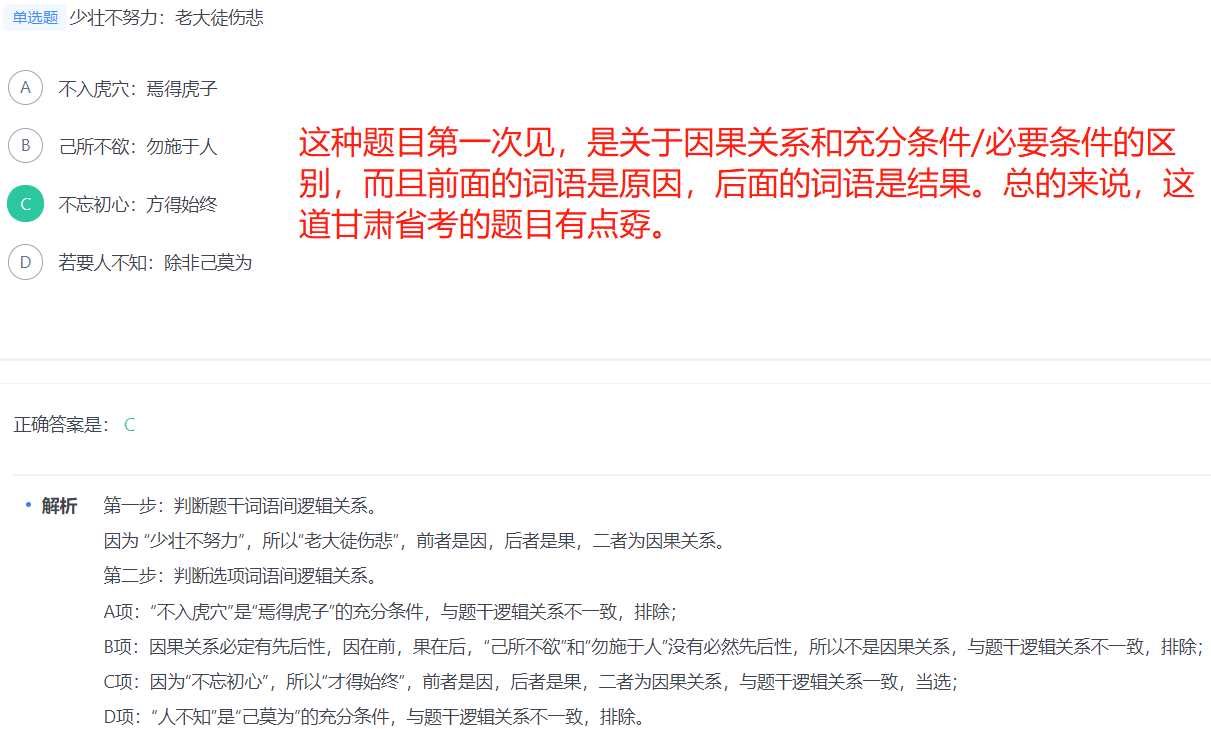 单选题 少壮不努力：老大徒伤悲
A 不入虎穴：焉得虎子
B 己所不欲：勿施于人
C 不忘初心：方得始终
D 若要人不知：除非己莫为
这种题目第一次见，是关于因果关系和充分条件/必要条件的区
别，而且前面的词语是原因，后面的词语是结果。总的来说，这
道甘肃省考的题目有点孬。
正确答案是： C
• 解析 第一步：判断题干词语间逻辑关系。
因为 “少壮不努力”，所以“老大徒伤悲”，前者是因，后者是果，二者为因果关系。
第二步：判断选项词语间逻辑关系。
A项：“不入虎穴”是“焉得虎子”的充分条件，与题干逻辑关系不一致，排除；
B项：因果关系必定有先后性，因在前，果在后，“己所不欲”和“勿施于人”没有必然先后性，所以不是因果关系，与题干逻辑关系不一致，排除；
C项：因为“不忘初心”，所以“才得始终”，前者是因，后者是果，二者为因果关系，与题干逻辑关系一致，当选；
D项：“人不知”是“己莫为”的充分条件，与题干逻辑关系不一致，排除。